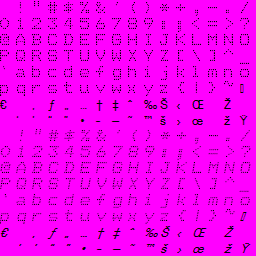 ! " # $ % & ' ( ) * + , - . /
0 1 2 3 4 5 6 7 8 9 : ; < = > ?
@ A B C D E F G H I J K L M N O
P Q R S T U V W X Y Z [ \ ] ^ _
` a b c d e f g h i j k l m n o
p q r s t u v w x y z { | } ~
€ ‚ ƒ „ … † ‡ ˆ ‰ Š ‹ Œ Ž
‘ ’ “ ” • – — ˜ ™ š › œ ž Ÿ
! " # $ % & ' ( ) * + , - . /
0 1 2 3 4 5 6 7 8 9 : ; < = > ?
@ A B C D E F G H I J K L M N O
P Q R S T U V W X Y Z [ \ ] ^ _
` a b c d e f g h i j k l m n o
p q r s t u v w x y z { | } ~
€ ‚ ƒ „ … † ‡ ˆ ‰ Š ‹ Œ Ž
‘ ’ “ ” • – — ˜ ™ š › œ ž Ÿ